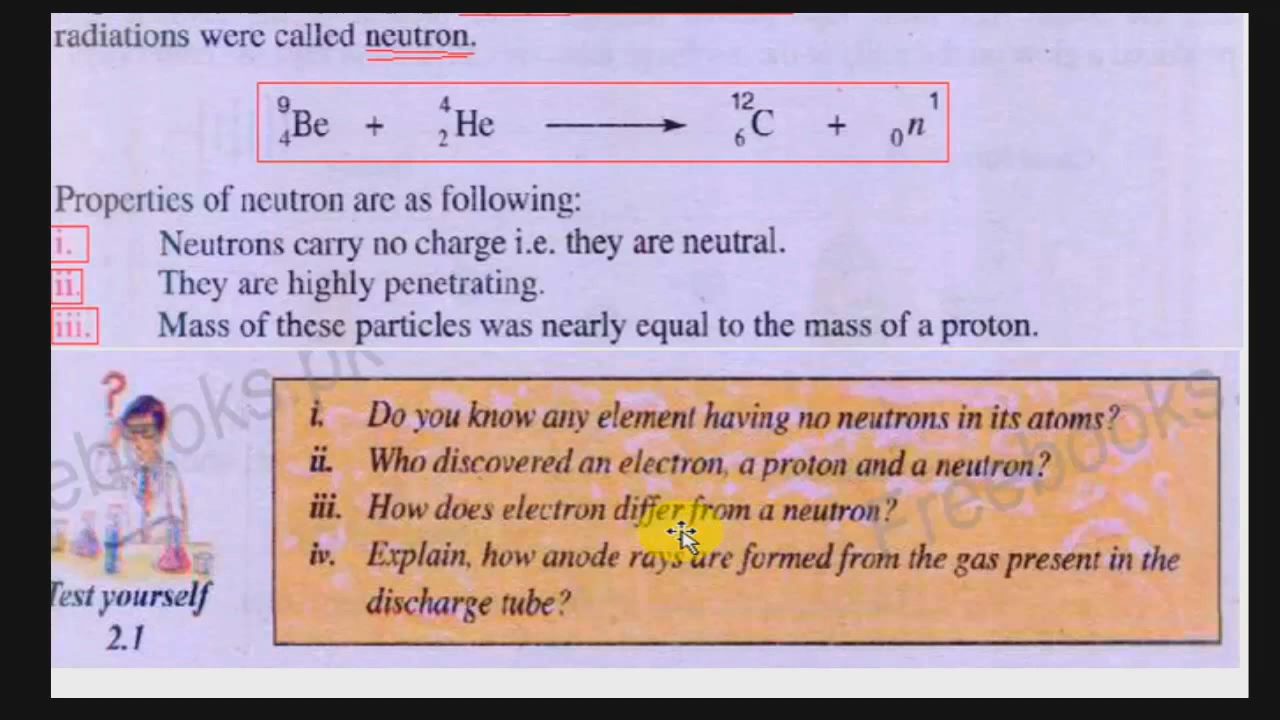 radiations were called neutron.
⁹₄Be + ⁴₂He ⟶ ¹²₆C + ₀n¹
Properties of neutron are as following:
i. Neutrons carry no charge i.e. they are neutral.
ii. They are highly penetrating.
iii. Mass of these particles was nearly equal to the mass of a proton.
?
i. Do you know any element having no neutrons in its atoms?
ii. Who discovered an electron, a proton and a neutron?
iii. How does electron differ from a neutron?
iv. Explain, how anode rays are formed from the gas present in the
discharge tube?
Test yourself
2.1